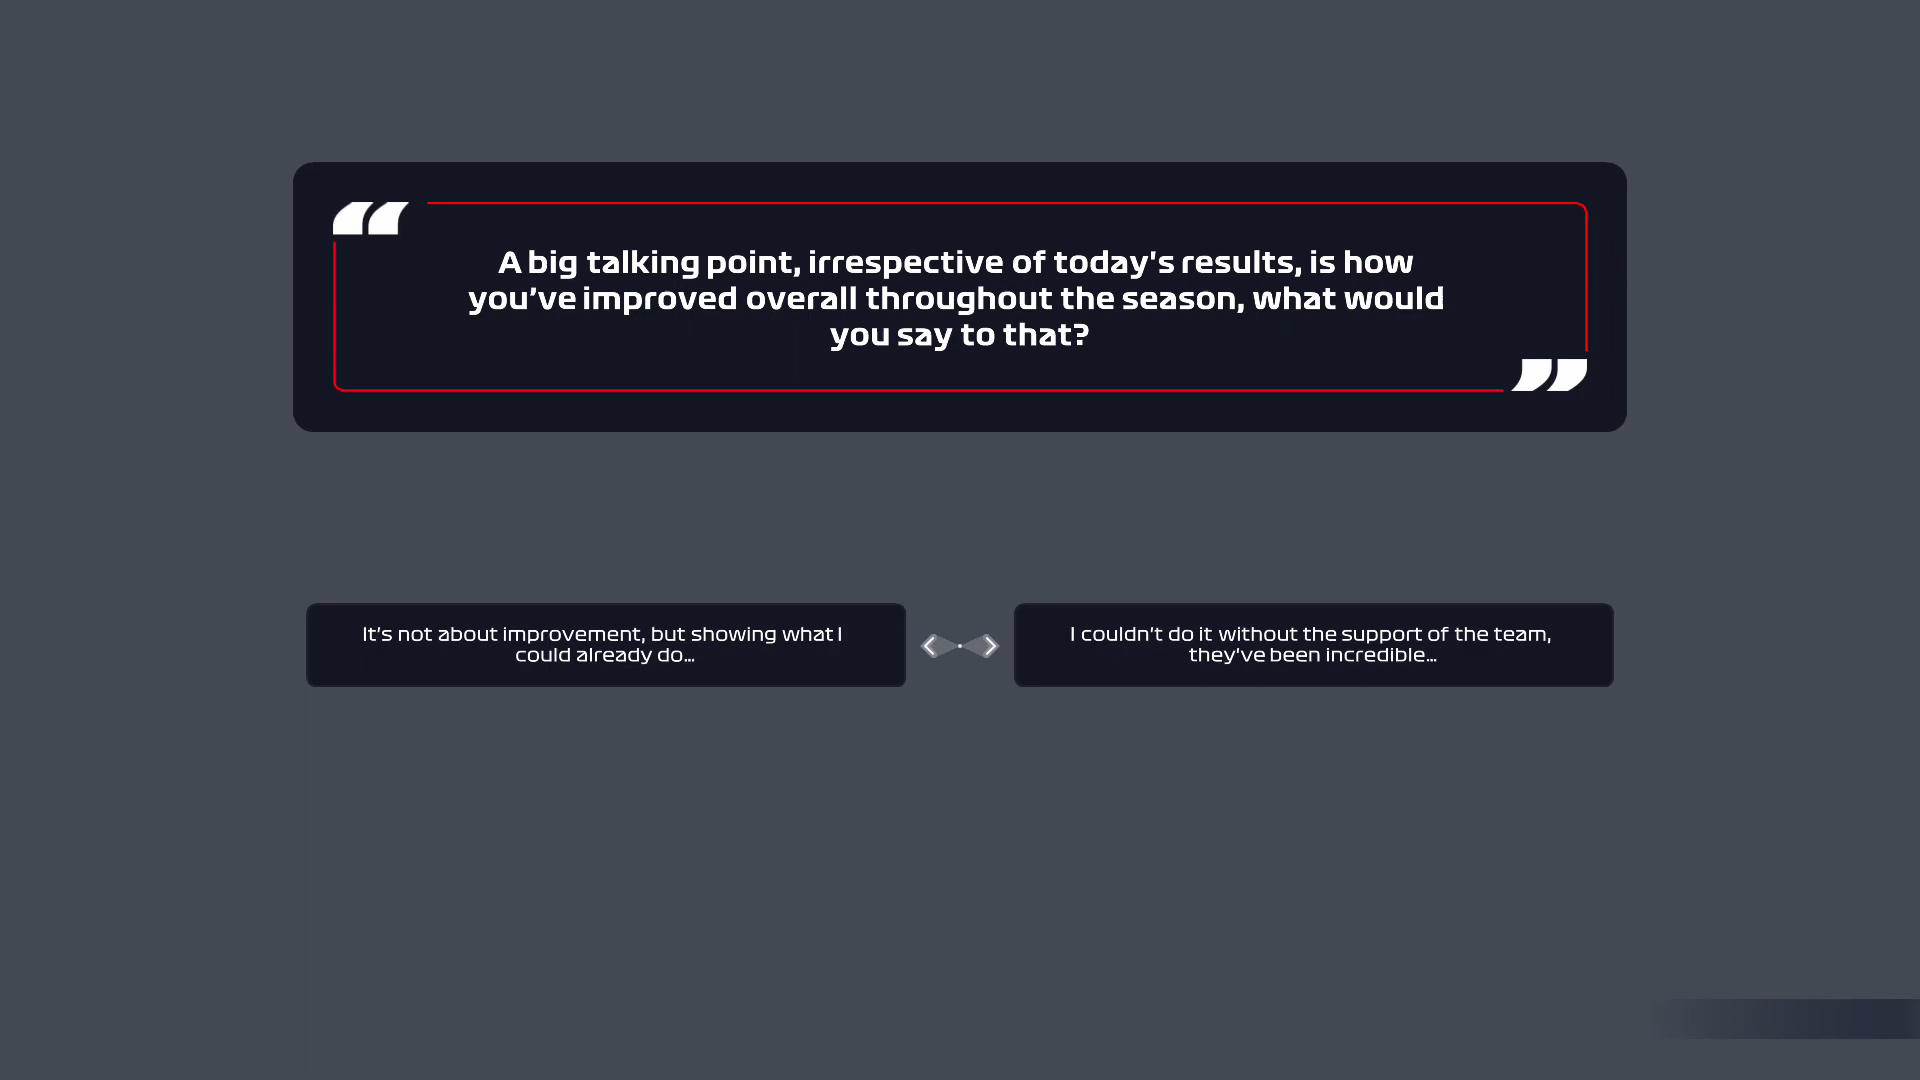 A big talking point, irrespective of today's results, is how
you've improved overall throughout the season, what would
you say to that?
It's not about improvement, but showing what I
could already do...
I couldn't do it without the support of the team,
they've been incredible...